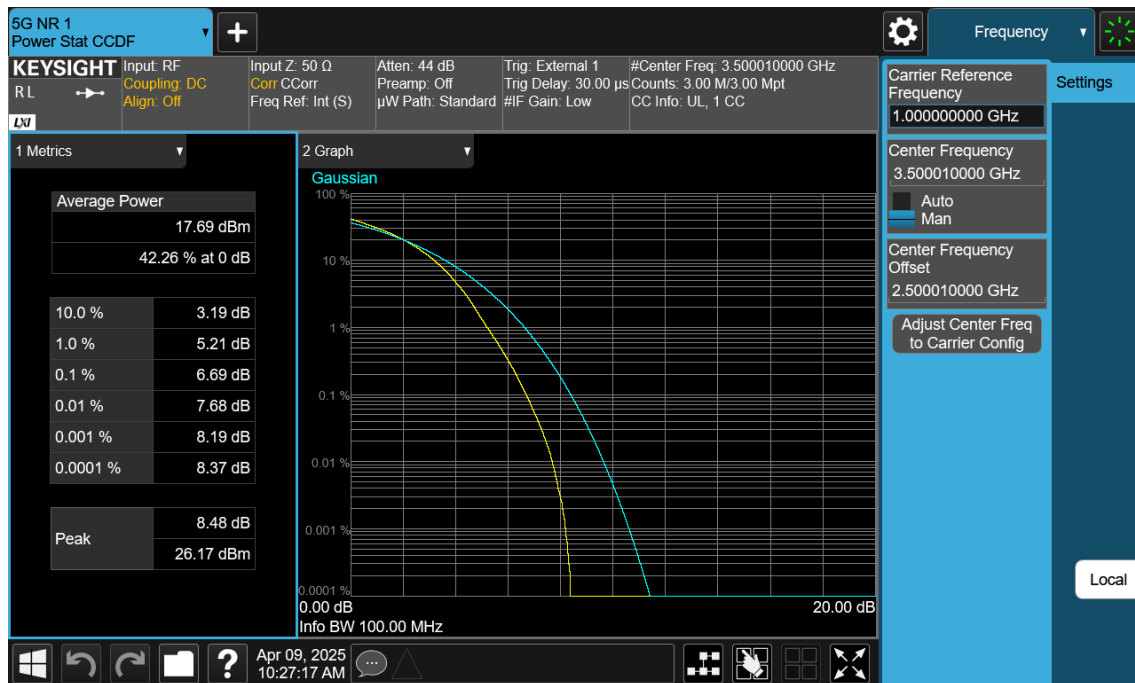 5G NR 1
Power Stat CCDF
Frequency
KEYSIGHT
R L
LXI
Input: RF
Coupling: DC
Align: Off
Input Z: 50 Ω
Corr CCorr
Freq Ref: Int (S)
Atten: 44 dB
Preamp: Off
µW Path: Standard
Trig: External 1
Trig Delay: 30.00 µs
#IF Gain: Low
#Center Freq: 3.500010000 GHz
Counts: 3.00 M/3.00 Mpt
CC Info: UL, 1 CC
1 Metrics
Average Power
17.69 dBm
42.26 % at 0 dB
10.0 % 3.19 dB
1.0 % 5.21 dB
0.1 % 6.69 dB
0.01 % 7.68 dB
0.001 % 8.19 dB
0.0001 % 8.37 dB
Peak
8.48 dB
26.17 dBm
2 Graph
Gaussian
100 %
10 %
1 %
0.1 %
0.01 %
0.001 %
0.0001 %
0.00 dB 20.00 dB
Info BW 100.00 MHz
Carrier Reference
Frequency
1.000000000 GHz
Center Frequency
3.500010000 GHz
Auto
Man
Center Frequency
Offset
2.500010000 GHz
Adjust Center Freq
to Carrier Config
Settings
Local
?
Apr 09, 2025
10:27:17 AM